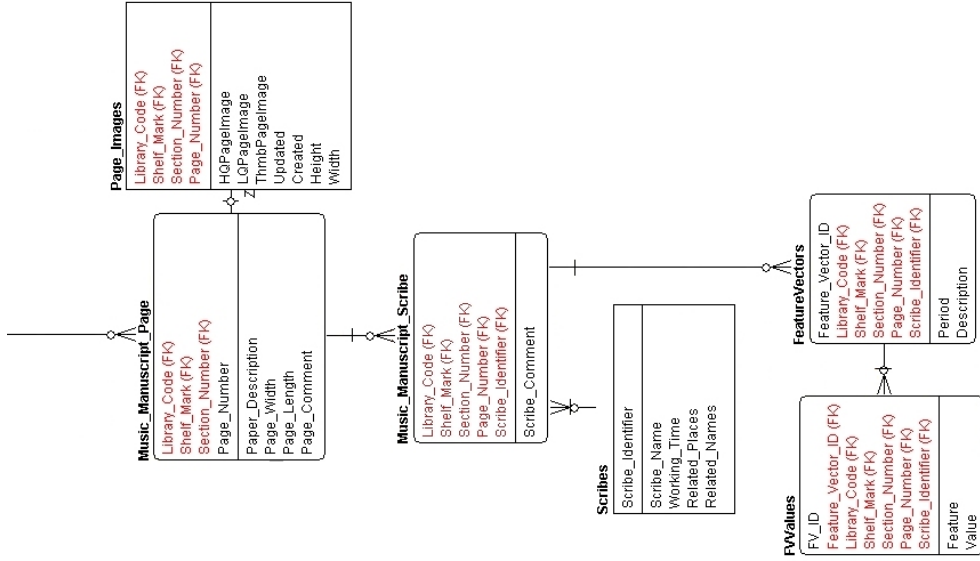 Page_Images
Library_Code (FK)
Shelf_Mark (FK)
Section_Number (FK)
Page_Number (FK)
HQPageImage
LQPageImage
ThmbPageImage
Updated
Created
Height
Width
Z
Music_Manuscript_Page
Library_Code (FK)
Shelf_Mark (FK)
Section_Number (FK)
Page_Number
Paper_Description
Page_Width
Page_Length
Page_Comment
Music_Manuscript_Scribe
Library_Code (FK)
Shelf_Mark (FK)
Section_Number (FK)
Page_Number (FK)
Scribe_Identifier (FK)
Scribe_Comment
Scribes
Scribe_Identifier
Scribe_Name
Working_Time
Related_Places
Related_Names
FeatureVectors
Feature_Vector_ID
Library_Code (FK)
Shelf_Mark (FK)
Section_Number (FK)
Page_Number (FK)
Scribe_Identifier (FK)
Period
Description
FVValues
FV_ID
Feature_Vector_ID (FK)
Library_Code (FK)
Shelf_Mark (FK)
Section_Number (FK)
Page_Number (FK)
Scribe_Identifier (FK)
Feature
Value